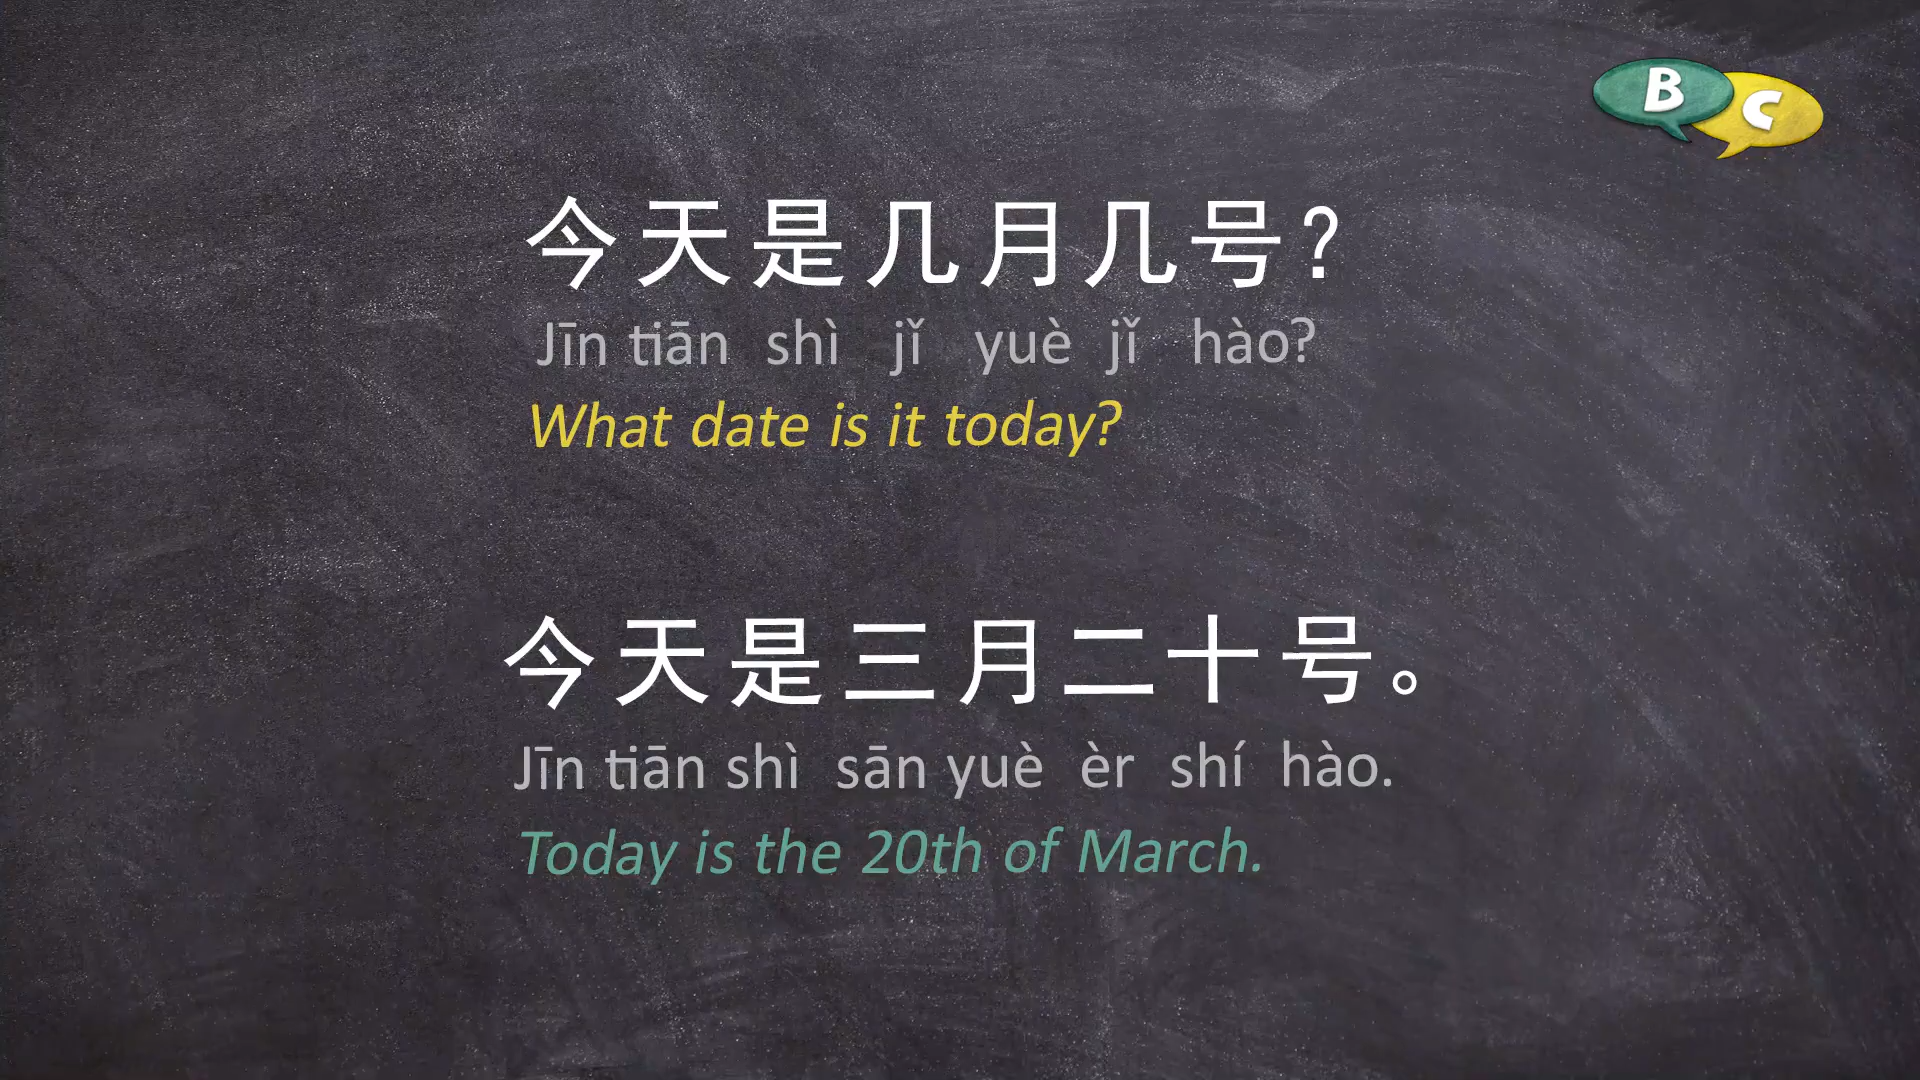 B C
今天是几月几号？
Jīn tiān shì jǐ yuè jǐ hào?
What date is it today?
今天是三月二十号。
Jīn tiān shì sān yuè èr shí hào.
Today is the 20th of March.